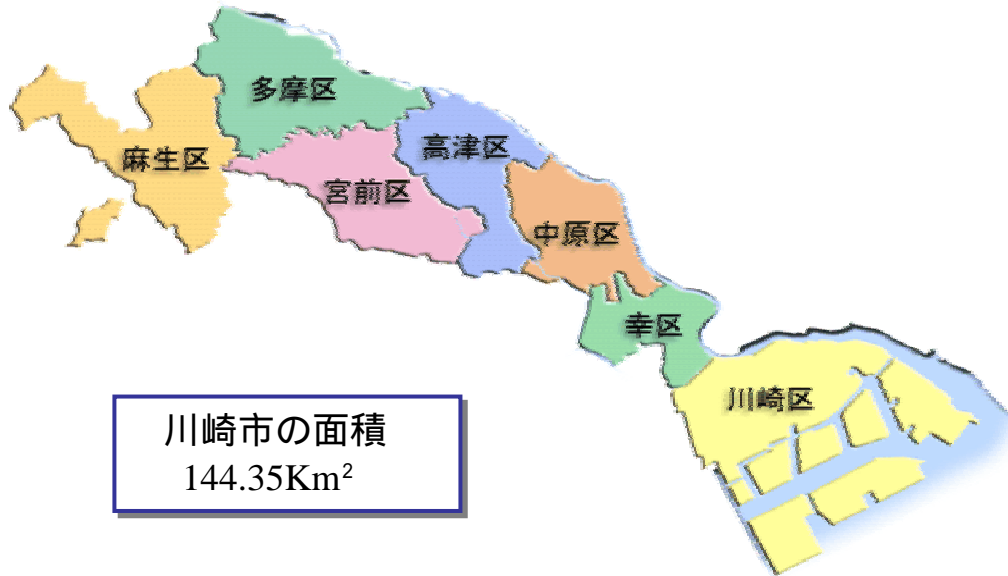 多摩区
麻生区
高津区
宮前区
中原区
幸区
川崎区
川崎市の面積
144.35Km²